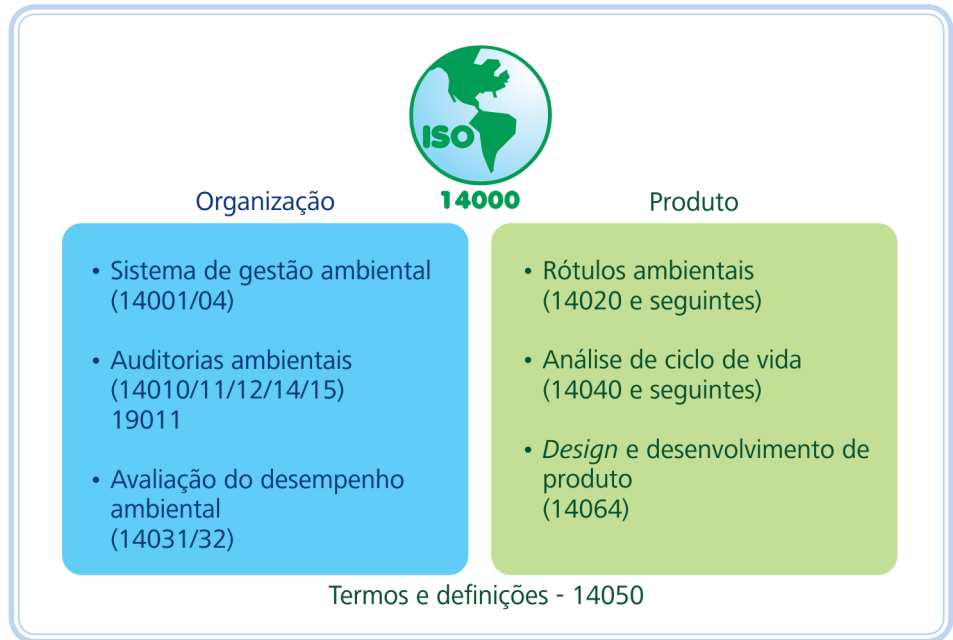 ISO
14000
Organização
• Sistema de gestão ambiental
(14001/04)
• Auditorias ambientais
(14010/11/12/14/15)
19011
• Avaliação do desempenho
ambiental
(14031/32)
Produto
• Rótulos ambientais
(14020 e seguintes)
• Análise de ciclo de vida
(14040 e seguintes)
• Design e desenvolvimento de
produto
(14064)
Termos e definições - 14050